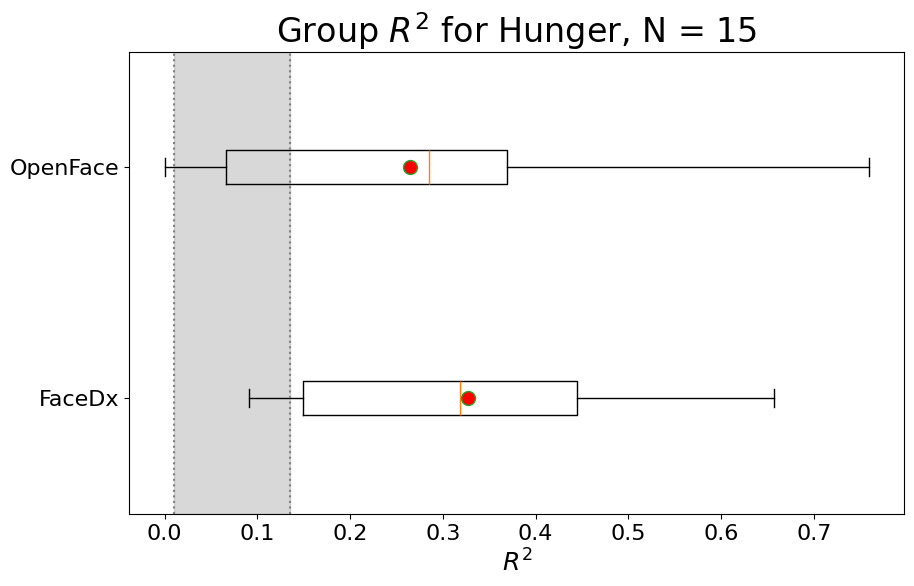 Group R² for Hunger, N = 15
OpenFace
FaceDx
0.0 0.1 0.2 0.3 0.4 0.5 0.6 0.7
R²